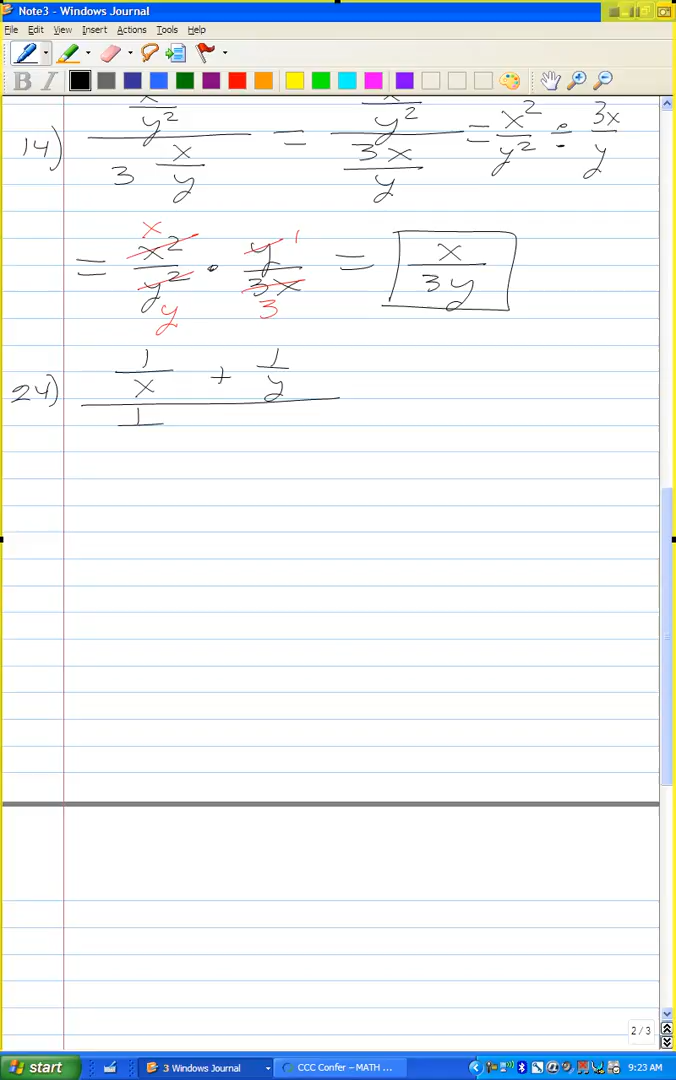 Note3 - Windows Journal
File Edit View Insert Actions Tools Help
B I
14) x/y² / 3 x/y = x/y² / 3x/y = x²/y² ÷ 3x/y
= x² x / y² y · y 1 / 3x 3 = x / 3y
24) 1/x + 1/y
1
2 / 3
start 3 Windows Journal CCC Confer - MATH ... 9:23 AM